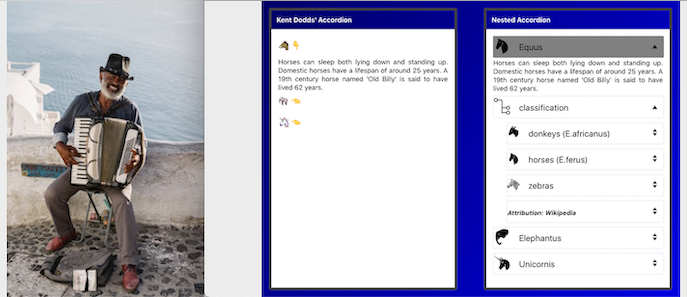 Kent Dodds' Accordion
Horses can sleep both lying down and standing up.
Domestic horses have a lifespan of around 25 years. A
19th century horse named 'Old Billy' is said to have
lived 62 years.
Nested Accordion
Equus
Horses can sleep both lying down and standing up.
Domestic horses have a lifespan of around 25 years. A
19th century horse named 'Old Billy' is said to have
lived 62 years.
classification
donkeys (E.africanus)
horses (E.ferus)
zebras
Attribution: Wikipedia
Elephantus
Unicornis